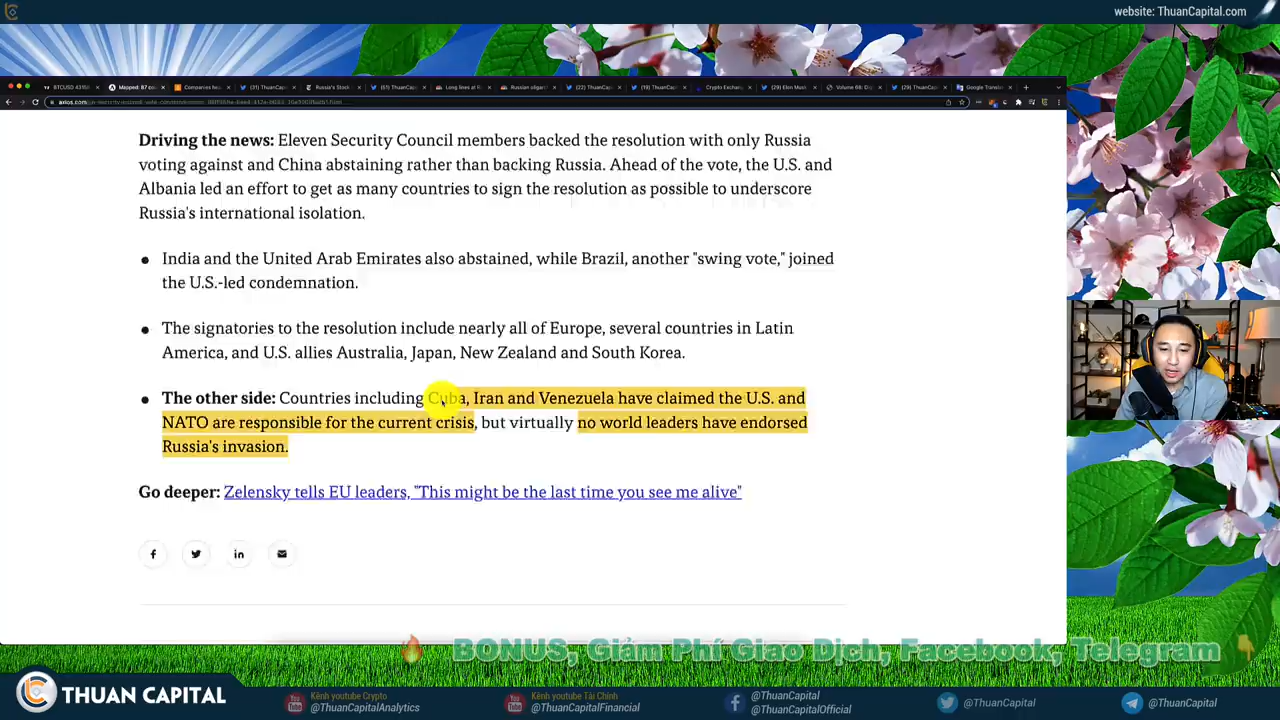 website: ThuanCapital.com
Driving the news: Eleven Security Council members backed the resolution with only Russia
voting against and China abstaining rather than backing Russia. Ahead of the vote, the U.S. and
Albania led an effort to get as many countries to sign the resolution as possible to underscore
Russia's international isolation.
India and the United Arab Emirates also abstained, while Brazil, another "swing vote," joined
the U.S.-led condemnation.
The signatories to the resolution include nearly all of Europe, several countries in Latin
America, and U.S. allies Australia, Japan, New Zealand and South Korea.
The other side: Countries including Cuba, Iran and Venezuela have claimed the U.S. and
NATO are responsible for the current crisis, but virtually no world leaders have endorsed
Russia's invasion.
Go deeper: Zelensky tells EU leaders, "This might be the last time you see me alive"
BONUS, Giảm Phí Giao Dịch, Facebook, Telegram
THUAN CAPITAL
Kênh youtube Crypto
@ThuanCapitalAnalytics
Kênh youtube Tài Chính
@ThuanCapitalFinancial
@ThuanCapital
@ThuanCapitalOfficial
@ThuanCapital
@ThuanCapital